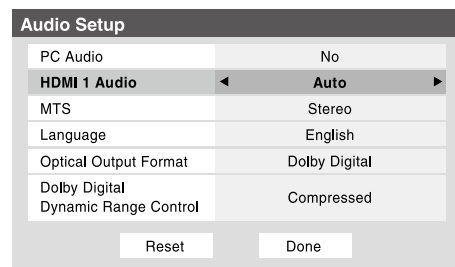 Audio Setup
PC Audio No
HDMI 1 Audio ◄ Auto ►
MTS Stereo
Language English
Optical Output Format Dolby Digital
Dolby Digital
Dynamic Range Control Compressed
Reset Done